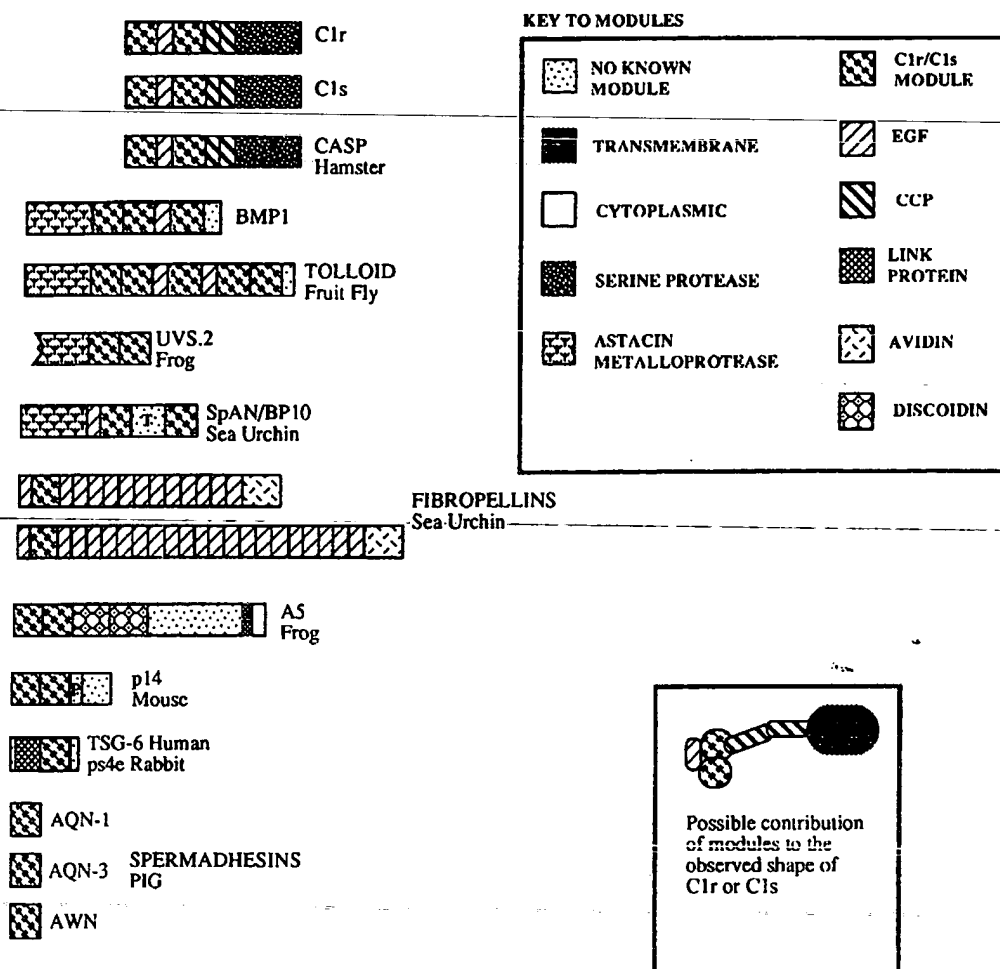 C1r
C1s
CASP
Hamster
BMP1
TOLLOID
Fruit Fly
UVS.2
Frog
T
SpAN/BP10
Sea Urchin
FIBROPELLINS
Sea Urchin
A5
Frog
P
p14
Mouse
TSG-6 Human
ps4e Rabbit
AQN-1
AQN-3
SPERMADHESINS
PIG
AWN
KEY TO MODULES
NO KNOWN
MODULE
TRANSMEMBRANE
CYTOPLASMIC
SERINE PROTEASE
ASTACIN
METALLOPROTEASE
C1r/C1s
MODULE
EGF
CCP
LINK
PROTEIN
AVIDIN
DISCOIDIN
Possible contribution
of modules to the
observed shape of
C1r or C1s